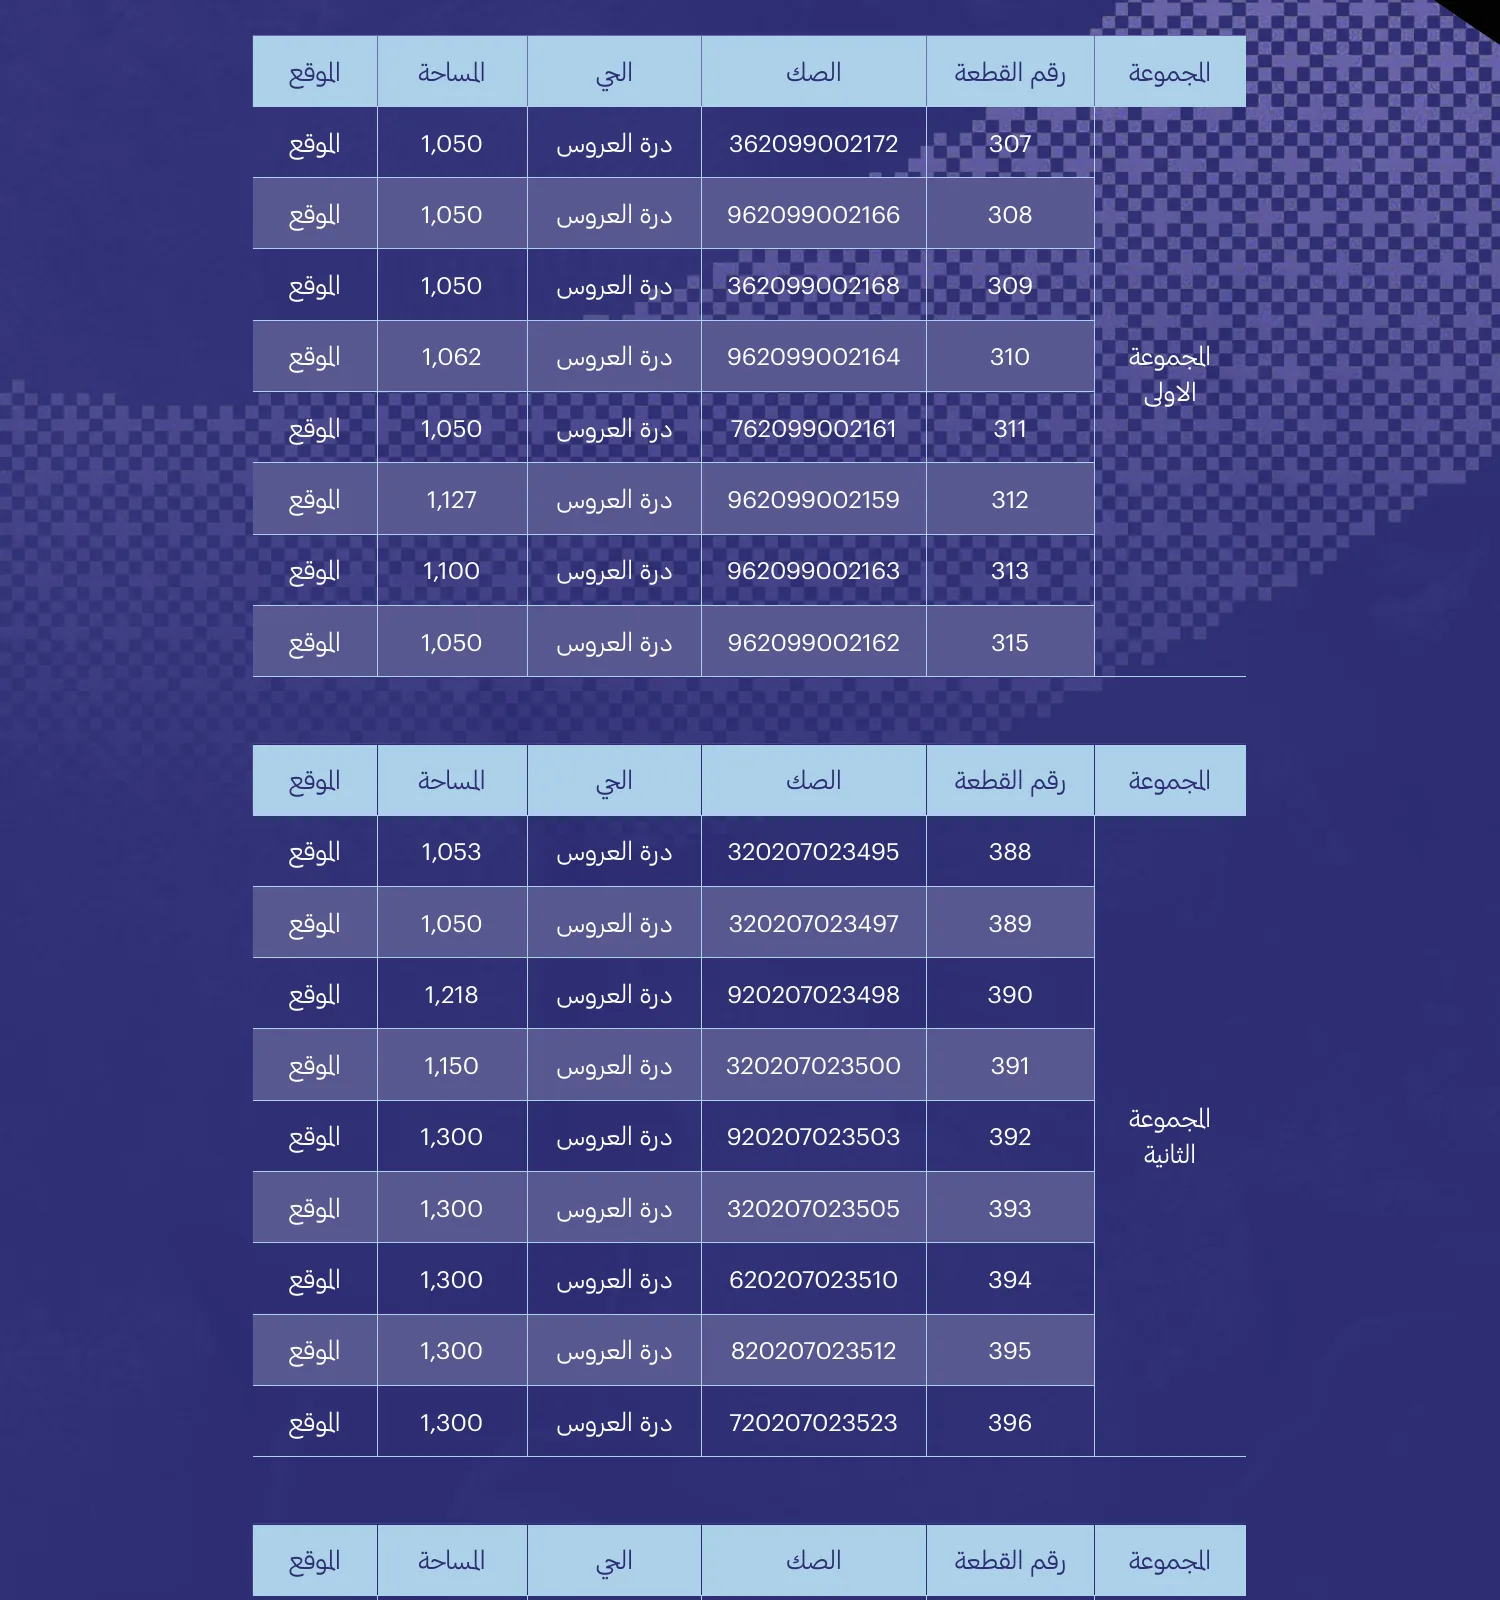 المجموعة رقم القطعة الصك الحي المساحة الموقع
307 362099002172 درة العروس 1,050 الموقع
308 962099002166 درة العروس 1,050 الموقع
309 362099002168 درة العروس 1,050 الموقع
المجموعة الاولى
310 962099002164 درة العروس 1,062 الموقع
311 762099002161 درة العروس 1,050 الموقع
312 962099002159 درة العروس 1,127 الموقع
313 962099002163 درة العروس 1,100 الموقع
315 962099002162 درة العروس 1,050 الموقع
المجموعة رقم القطعة الصك الحي المساحة الموقع
388 320207023495 درة العروس 1,053 الموقع
389 320207023497 درة العروس 1,050 الموقع
390 920207023498 درة العروس 1,218 الموقع
391 320207023500 درة العروس 1,150 الموقع
المجموعة الثانية
392 920207023503 درة العروس 1,300 الموقع
393 320207023505 درة العروس 1,300 الموقع
394 620207023510 درة العروس 1,300 الموقع
395 820207023512 درة العروس 1,300 الموقع
396 720207023523 درة العروس 1,300 الموقع
المجموعة رقم القطعة الصك الحي المساحة الموقع